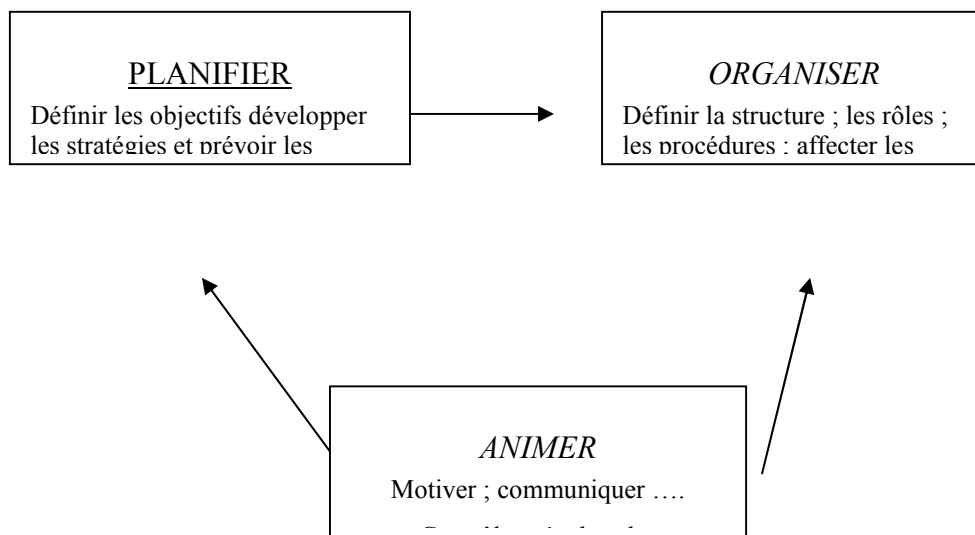 PLANIFIER
Définir les objectifs développer
les stratégies et prévoir les
ORGANISER
Définir la structure ; les rôles ;
les procédures ; affecter les
ANIMER
Motiver ; communiquer ….